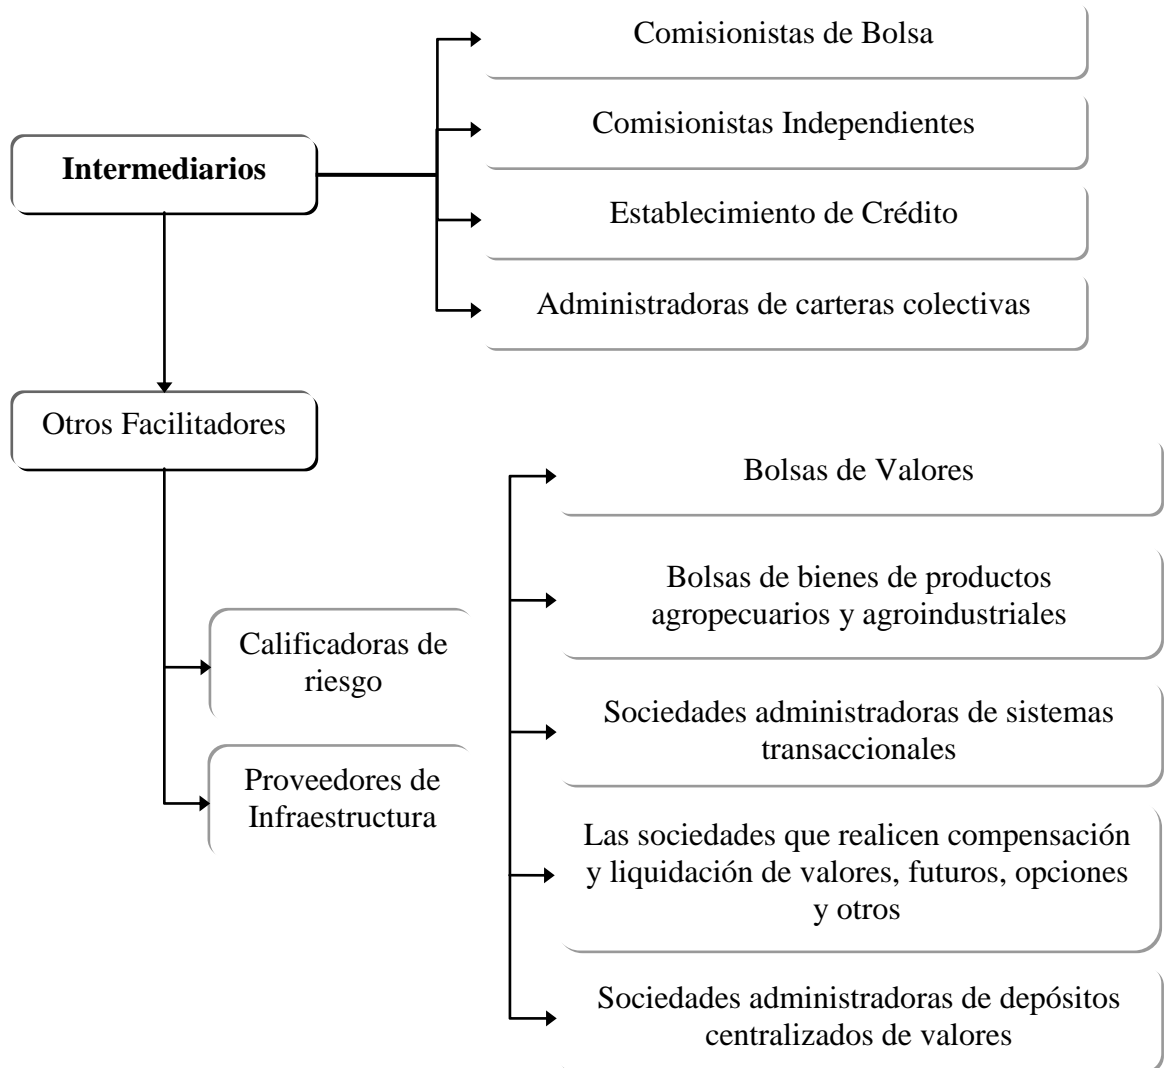 Comisionistas de Bolsa
Comisionistas Independientes
Intermediarios
Establecimiento de Crédito
Administradoras de carteras colectivas
Otros Facilitadores
Bolsas de Valores
Bolsas de bienes de productos
agropecuarios y agroindustriales
Calificadoras de
riesgo
Sociedades administradoras de sistemas
transaccionales
Proveedores de
Infraestructura
Las sociedades que realicen compensación
y liquidación de valores, futuros, opciones
y otros
Sociedades administradoras de depósitos
centralizados de valores